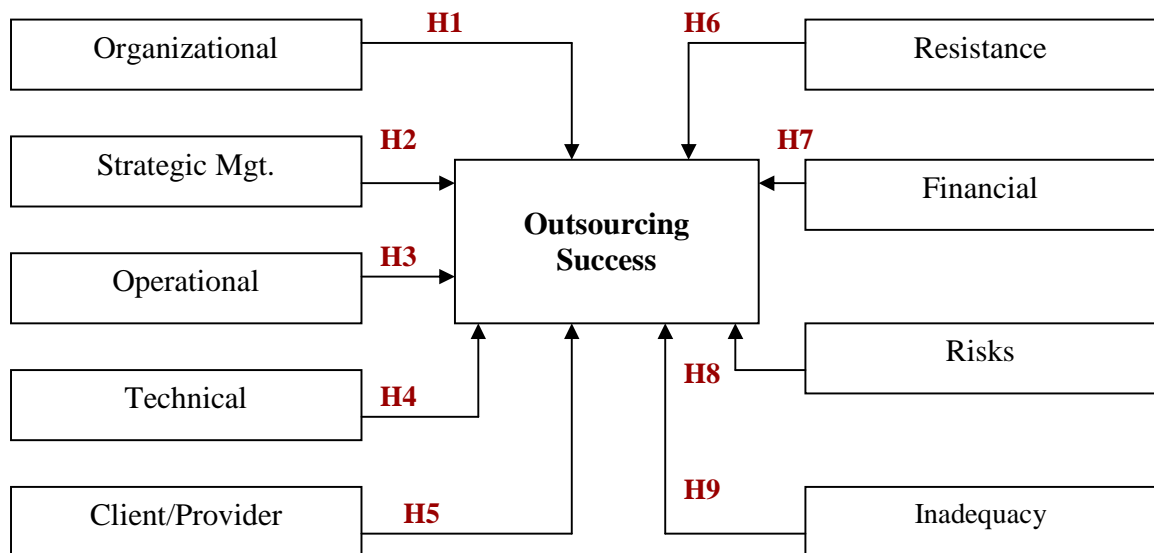 H1
H6
Organizational
Resistance
H2
H7
Strategic Mgt.
Financial
Outsourcing
Success
H3
Operational
Risks
H8
Technical
H4
H9
Client/Provider
H5
Inadequacy